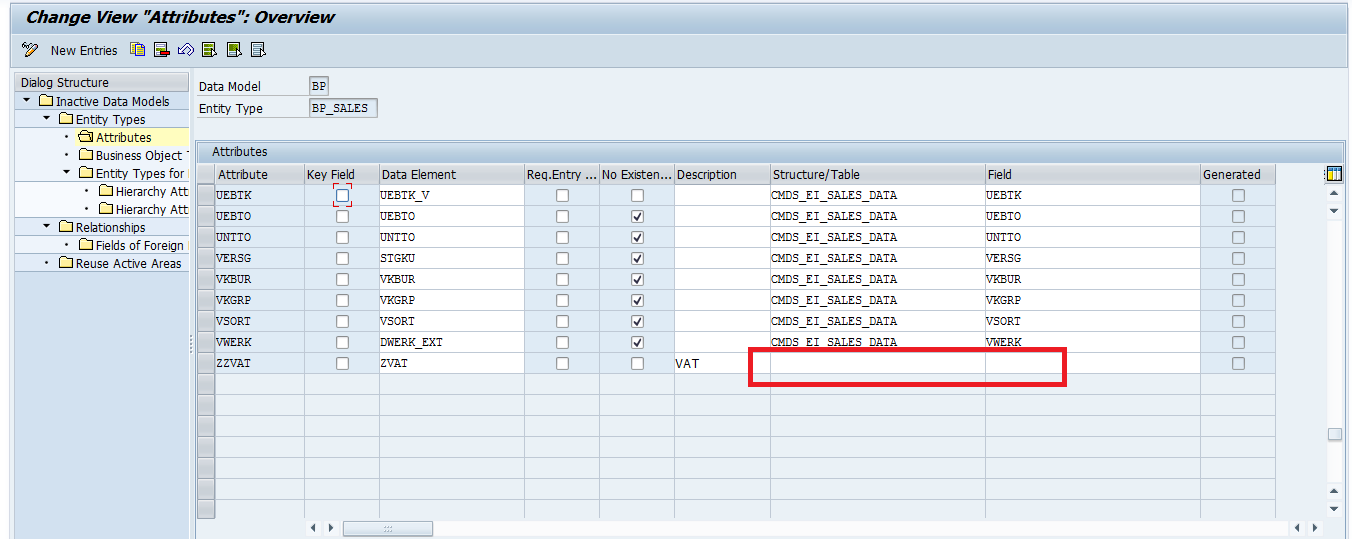 Change View "Attributes": Overview
New Entries
Dialog Structure
Inactive Data Models
Entity Types
Attributes
Business Object T
Entity Types for
Hierarchy Att
Hierarchy Att
Relationships
Fields of Foreign
Reuse Active Areas
Data Model BP
Entity Type BP_SALES
Attributes
Attribute Key Field Data Element Req.Entry ... No Existen... Description Structure/Table Field Generated
UEBTK UEBTK_V CMDS_EI_SALES_DATA UEBTK
UEBTO UEBTO CMDS_EI_SALES_DATA UEBTO
UNTTO UNTTO CMDS_EI_SALES_DATA UNTTO
VERSG STGKU CMDS_EI_SALES_DATA VERSG
VKBUR VKBUR CMDS_EI_SALES_DATA VKBUR
VKGRP VKGRP CMDS_EI_SALES_DATA VKGRP
VSORT VSORT CMDS_EI_SALES_DATA VSORT
VWERK DWERK_EXT CMDS_EI_SALES_DATA VWERK
ZZVAT ZVAT VAT